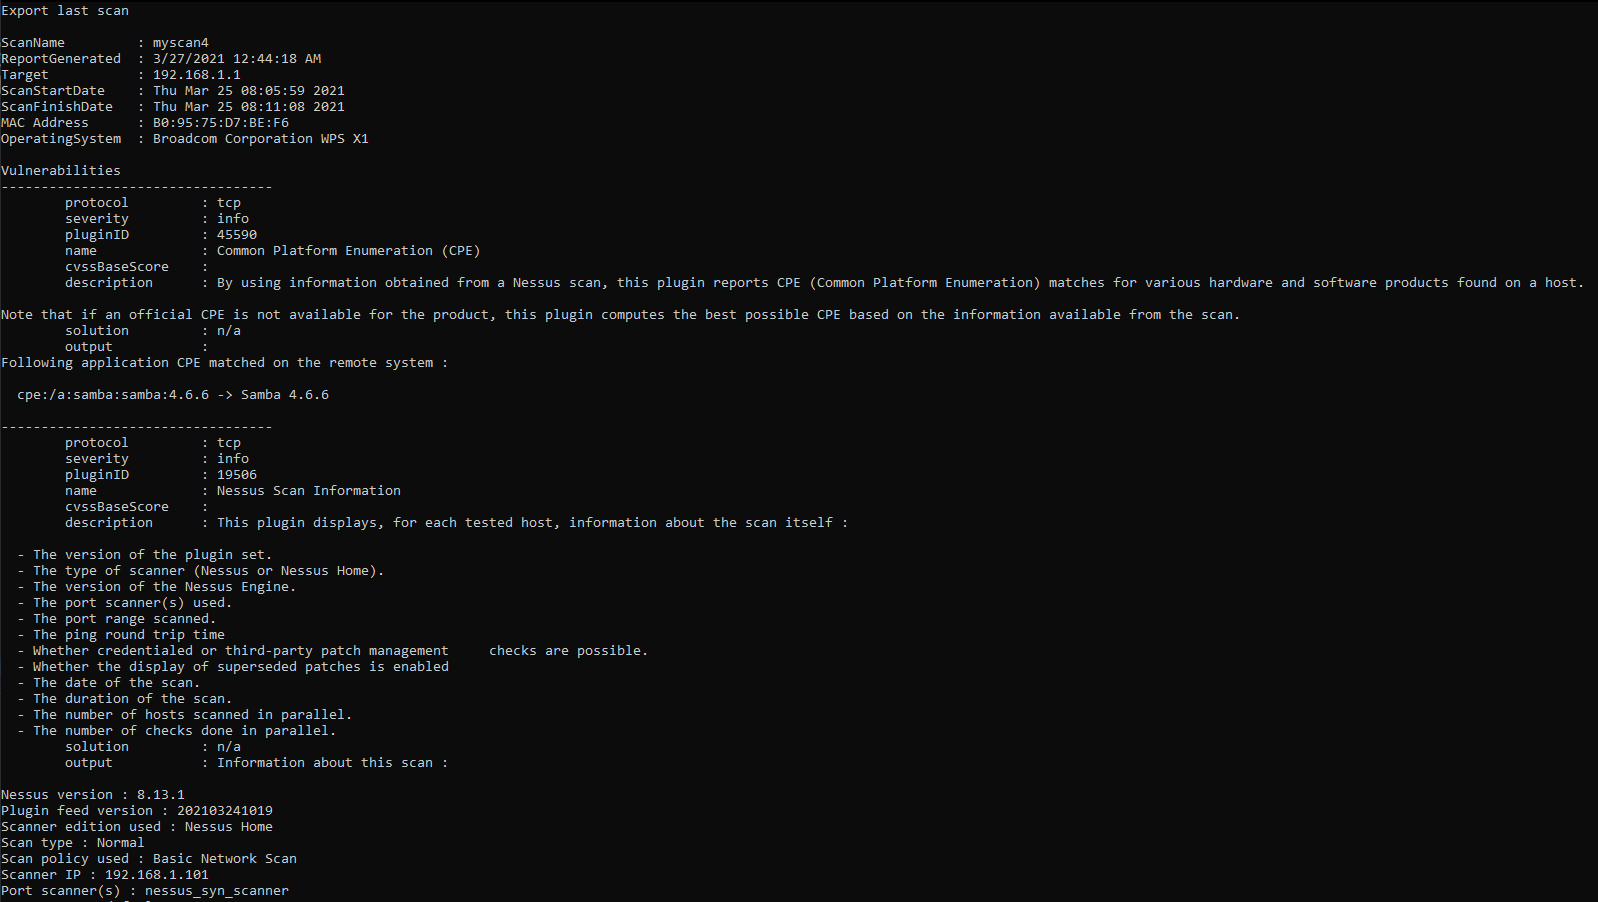 Export last scan
ScanName         : myscan4
ReportGenerated  : 3/27/2021 12:44:18 AM
Target           : 192.168.1.1
ScanStartDate    : Thu Mar 25 08:05:59 2021
ScanFinishDate   : Thu Mar 25 08:11:08 2021
MAC Address      : B0:95:75:D7:BE:F6
OperatingSystem  : Broadcom Corporation WPS X1
Vulnerabilities
----------------------------------
        protocol         : tcp
        severity         : info
        pluginID         : 45590
        name             : Common Platform Enumeration (CPE)
        cvssBaseScore    :
        description      : By using information obtained from a Nessus scan, this plugin reports CPE (Common Platform Enumeration) matches for various hardware and software products found on a host.
Note that if an official CPE is not available for the product, this plugin computes the best possible CPE based on the information available from the scan.
        solution         : n/a
        output           :
Following application CPE matched on the remote system :
  cpe:/a:samba:samba:4.6.6 -> Samba 4.6.6
----------------------------------
        protocol         : tcp
        severity         : info
        pluginID         : 19506
        name             : Nessus Scan Information
        cvssBaseScore    :
        description      : This plugin displays, for each tested host, information about the scan itself :
  - The version of the plugin set.
  - The type of scanner (Nessus or Nessus Home).
  - The version of the Nessus Engine.
  - The port scanner(s) used.
  - The port range scanned.
  - The ping round trip time
  - Whether credentialed or third-party patch management     checks are possible.
  - Whether the display of superseded patches is enabled
  - The date of the scan.
  - The duration of the scan.
  - The number of hosts scanned in parallel.
  - The number of checks done in parallel.
        solution         : n/a
        output           : Information about this scan :
Nessus version : 8.13.1
Plugin feed version : 202103241019
Scanner edition used : Nessus Home
Scan type : Normal
Scan policy used : Basic Network Scan
Scanner IP : 192.168.1.101
Port scanner(s) : nessus_syn_scanner